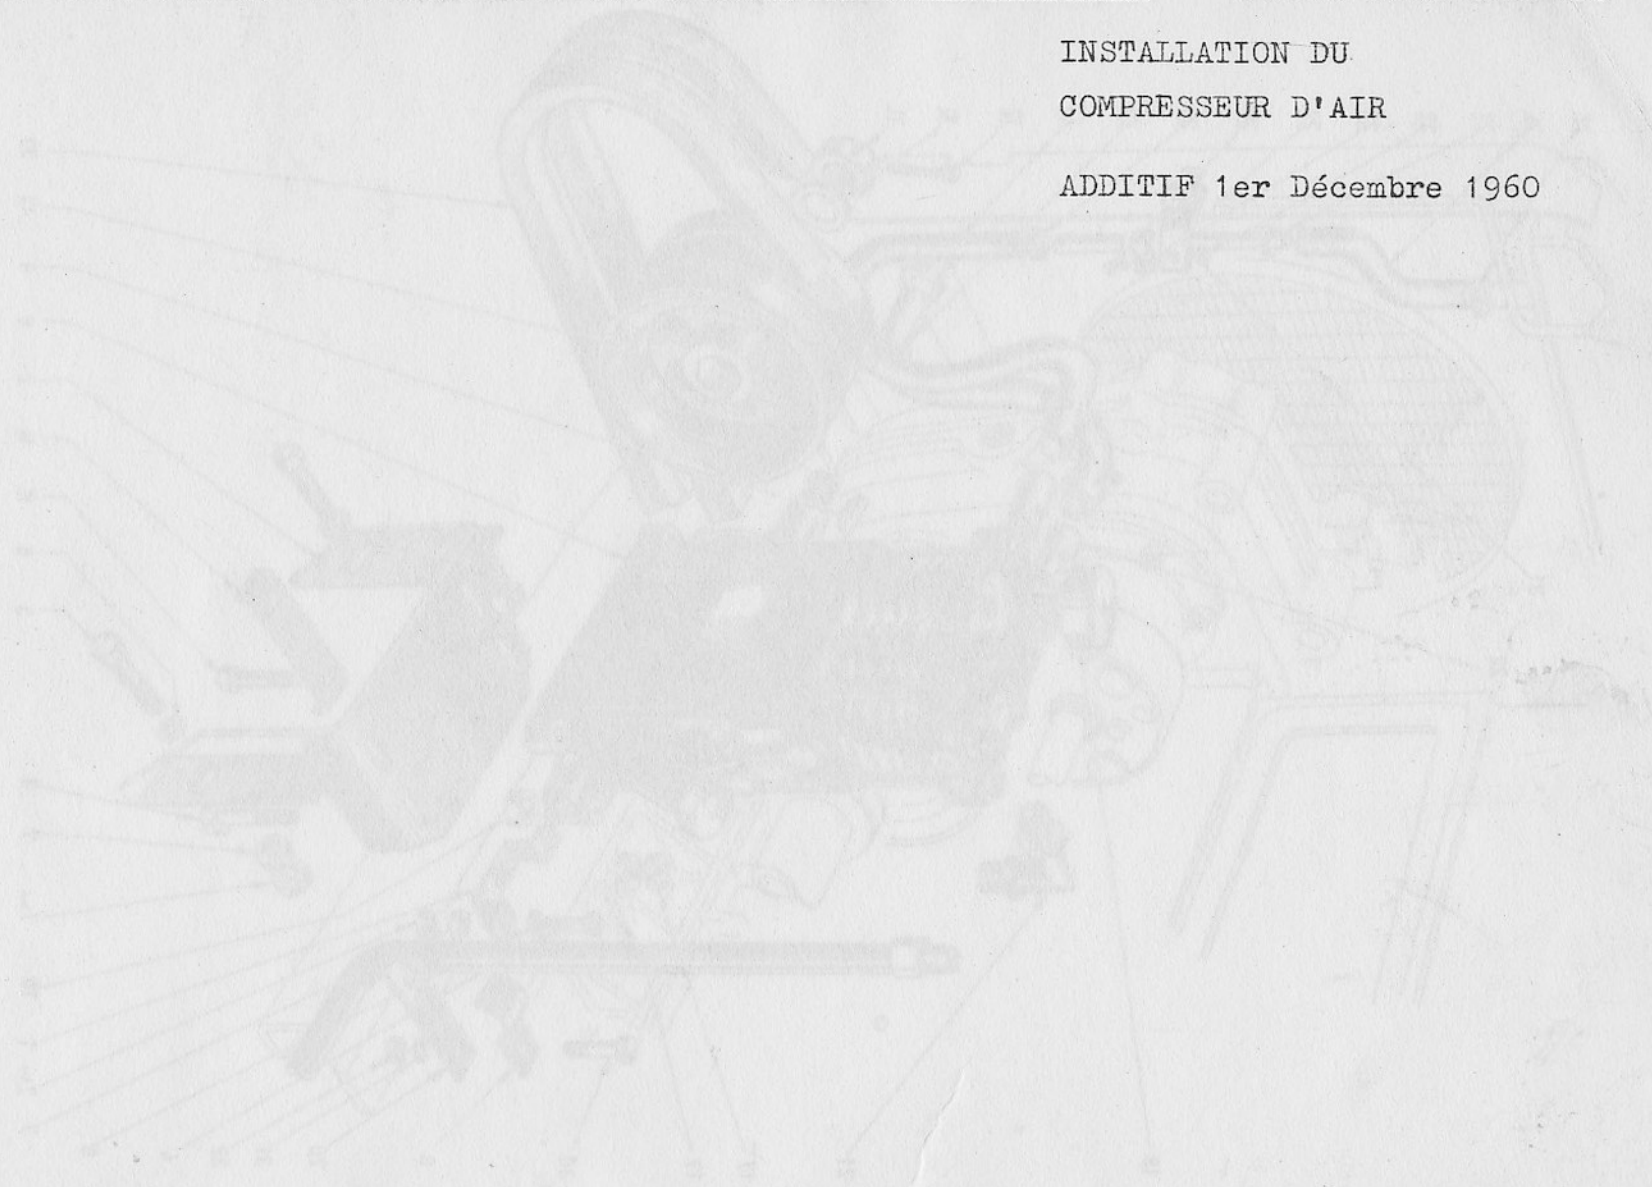 INSTALLATION DU
COMPRESSEUR D'AIR
ADDITIF 1er Décembre 1960